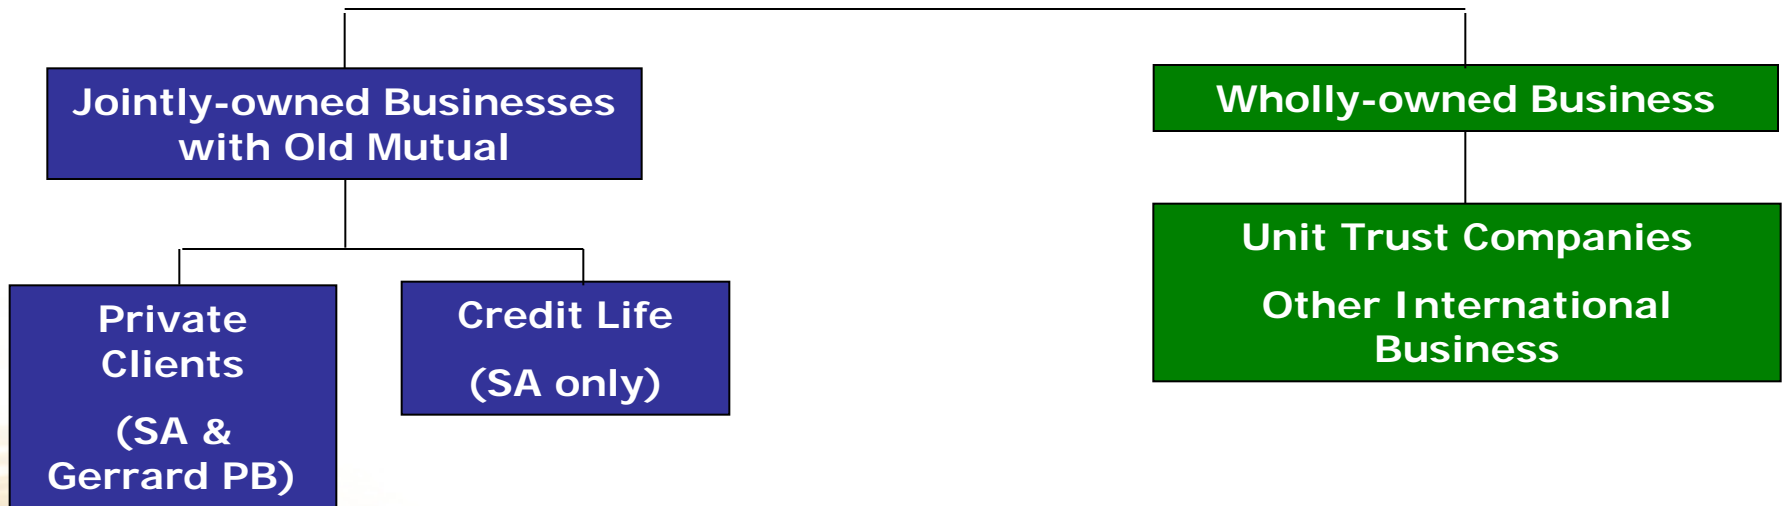 Jointly-owned Businesses
with Old Mutual
Wholly-owned Business
Private
Clients
(SA &
Gerrard PB)
Credit Life
(SA only)
Unit Trust Companies
Other International
Business